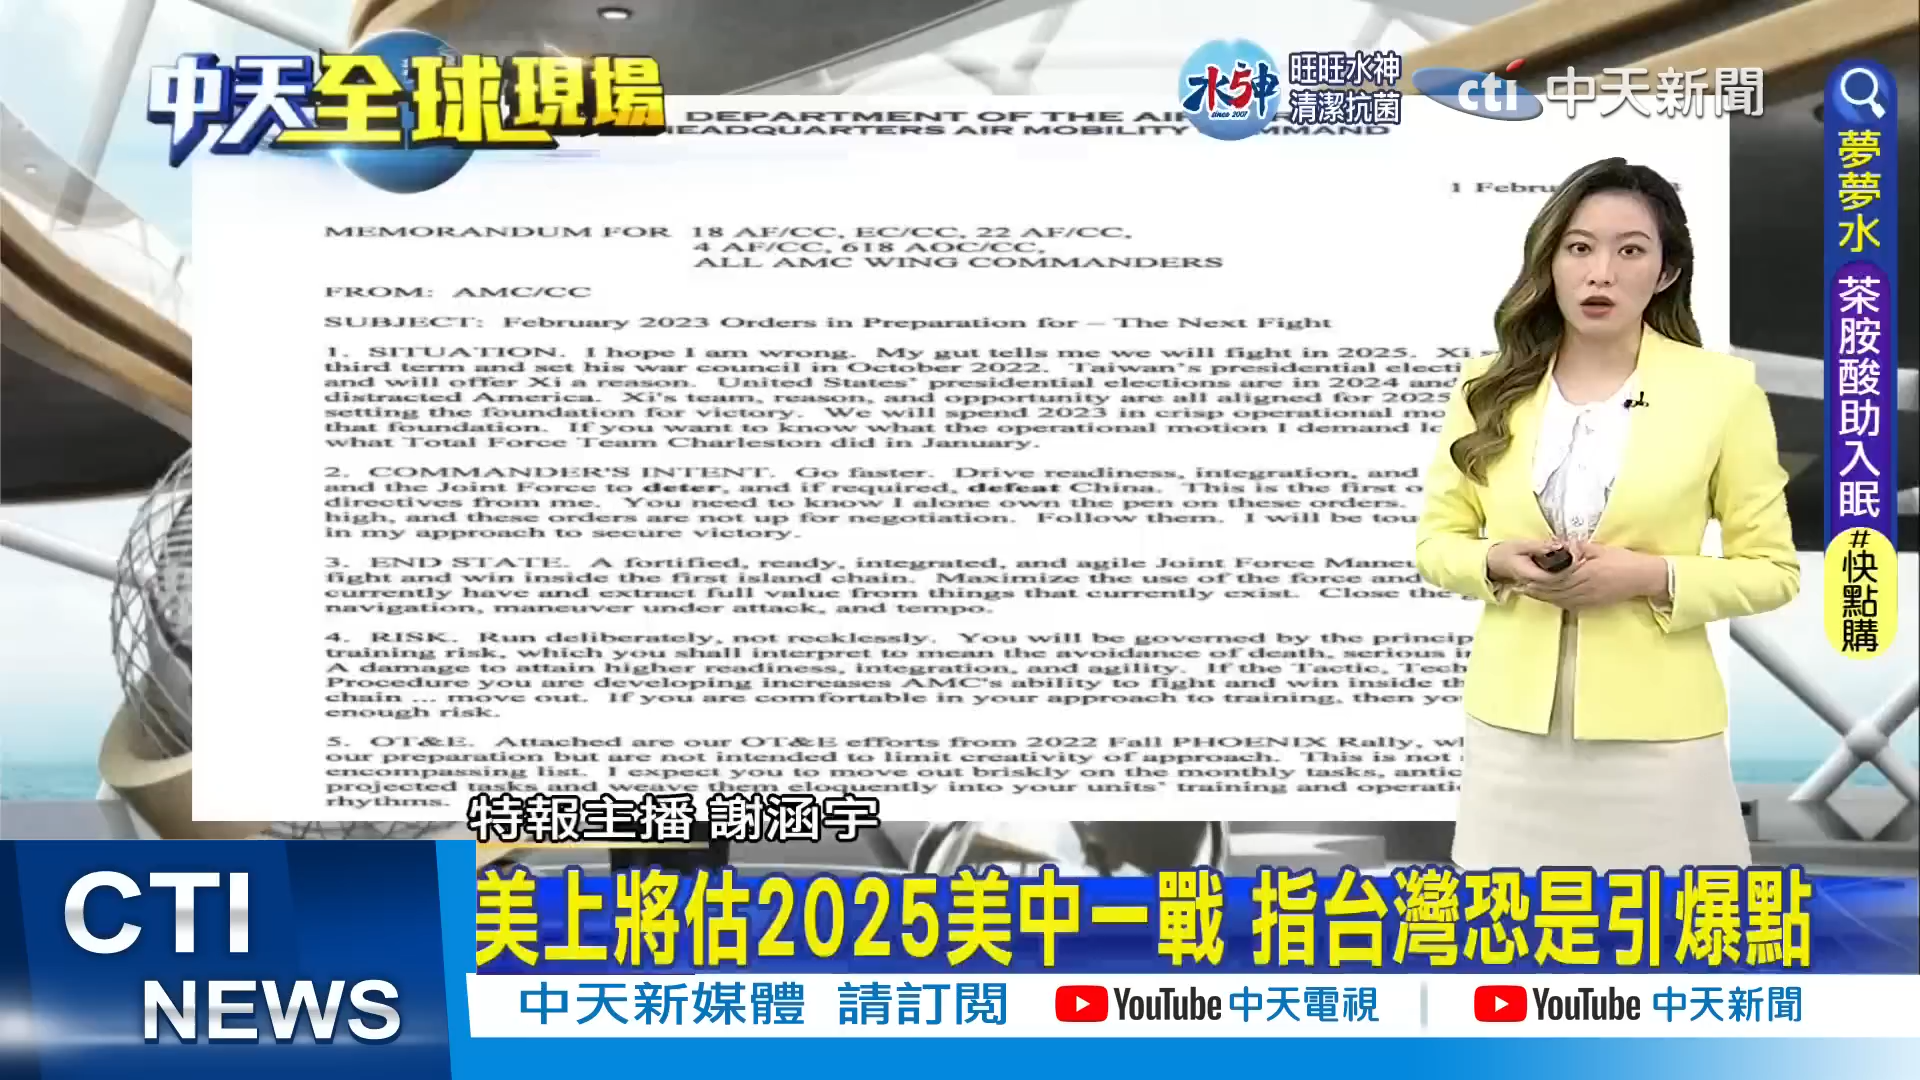 中天全球現場
水神
since 2007
旺旺水神
清潔抗菌
cti 中天新聞
夢夢水
茶胺酸助入眠
#快點購
DEPARTMENT OF THE AIR
HEADQUARTERS AIR MOBILITY COMMAND
1 Febru
MEMORANDUM FOR 18 AF/CC, EC/CC, 22 AF/CC,
4 AF/CC, 618 AOC/CC,
ALL AMC WING COMMANDERS
FROM: AMC/CC
SUBJECT: February 2023 Orders in Preparation for – The Next Fight
1. SITUATION. I hope I am wrong. My gut tells me we will fight in 2025. Xi
third term and set his war council in October 2022. Taiwan's presidential electi
and will offer Xi a reason. United States' presidential elections are in 2024 and
distracted America. Xi's team, reason, and opportunity are all aligned for 2025
setting the foundation for victory. We will spend 2023 in crisp operational mo
that foundation. If you want to know what the operational motion I demand lo
what Total Force Team Charleston did in January.
2. COMMANDER'S INTENT. Go faster. Drive readiness, integration, and
and the Joint Force to deter, and if required, defeat China. This is the first o
directives from me. You need to know I alone own the pen on these orders.
high, and these orders are not up for negotiation. Follow them. I will be tou
in my approach to secure victory.
3. END STATE. A fortified, ready, integrated, and agile Joint Force Maneu
fight and win inside the first island chain. Maximize the use of the force and
currently have and extract full value from things that currently exist. Close the g
navigation, maneuver under attack, and tempo.
4. RISK. Run deliberately, not recklessly. You will be governed by the princip
training risk, which you shall interpret to mean the avoidance of death, serious in
A damage to attain higher readiness, integration, and agility. If the Tactic, Tech
Procedure you are developing increases AMC's ability to fight and win inside th
chain ... move out. If you are comfortable in your approach to training, then yo
enough risk.
5. OT&E. Attached are our OT&E efforts from 2022 Fall PHOENIX Rally, wh
our preparation but are not intended to limit creativity of approach. This is not
encompassing list. I expect you to move out briskly on the monthly tasks, antic
projected tasks and weave them eloquently into your units' training and operatio
rhythms.
特報主播 謝涵宇
CTI
NEWS
美上將估2025美中一戰 指台灣恐是引爆點
中天新媒體 請訂閱 YouTube 中天電視 YouTube 中天新聞